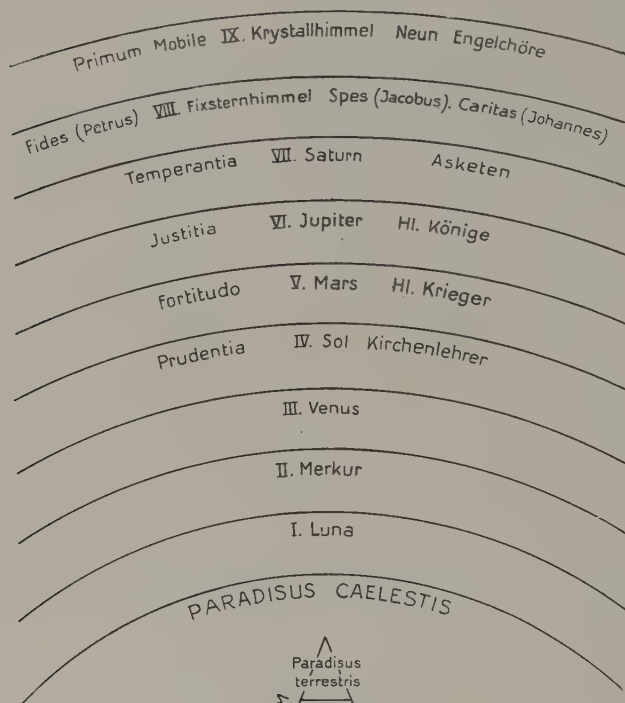 Primum Mobile IX. Krystallhimmel Neun Engelchöre
Fides (Petrus) VIII. Fixsternhimmel Spes (Jacobus). Caritas (Johannes)
Temperantia VII. Saturn Asketen
Justitia VI. Jupiter Hl. Könige
Fortitudo V. Mars Hl. Krieger
Prudentia IV. Sol Kirchenlehrer
III. Venus
II. Merkur
I. Luna
PARADISUS CAELESTIS
Paradisus
terrestris